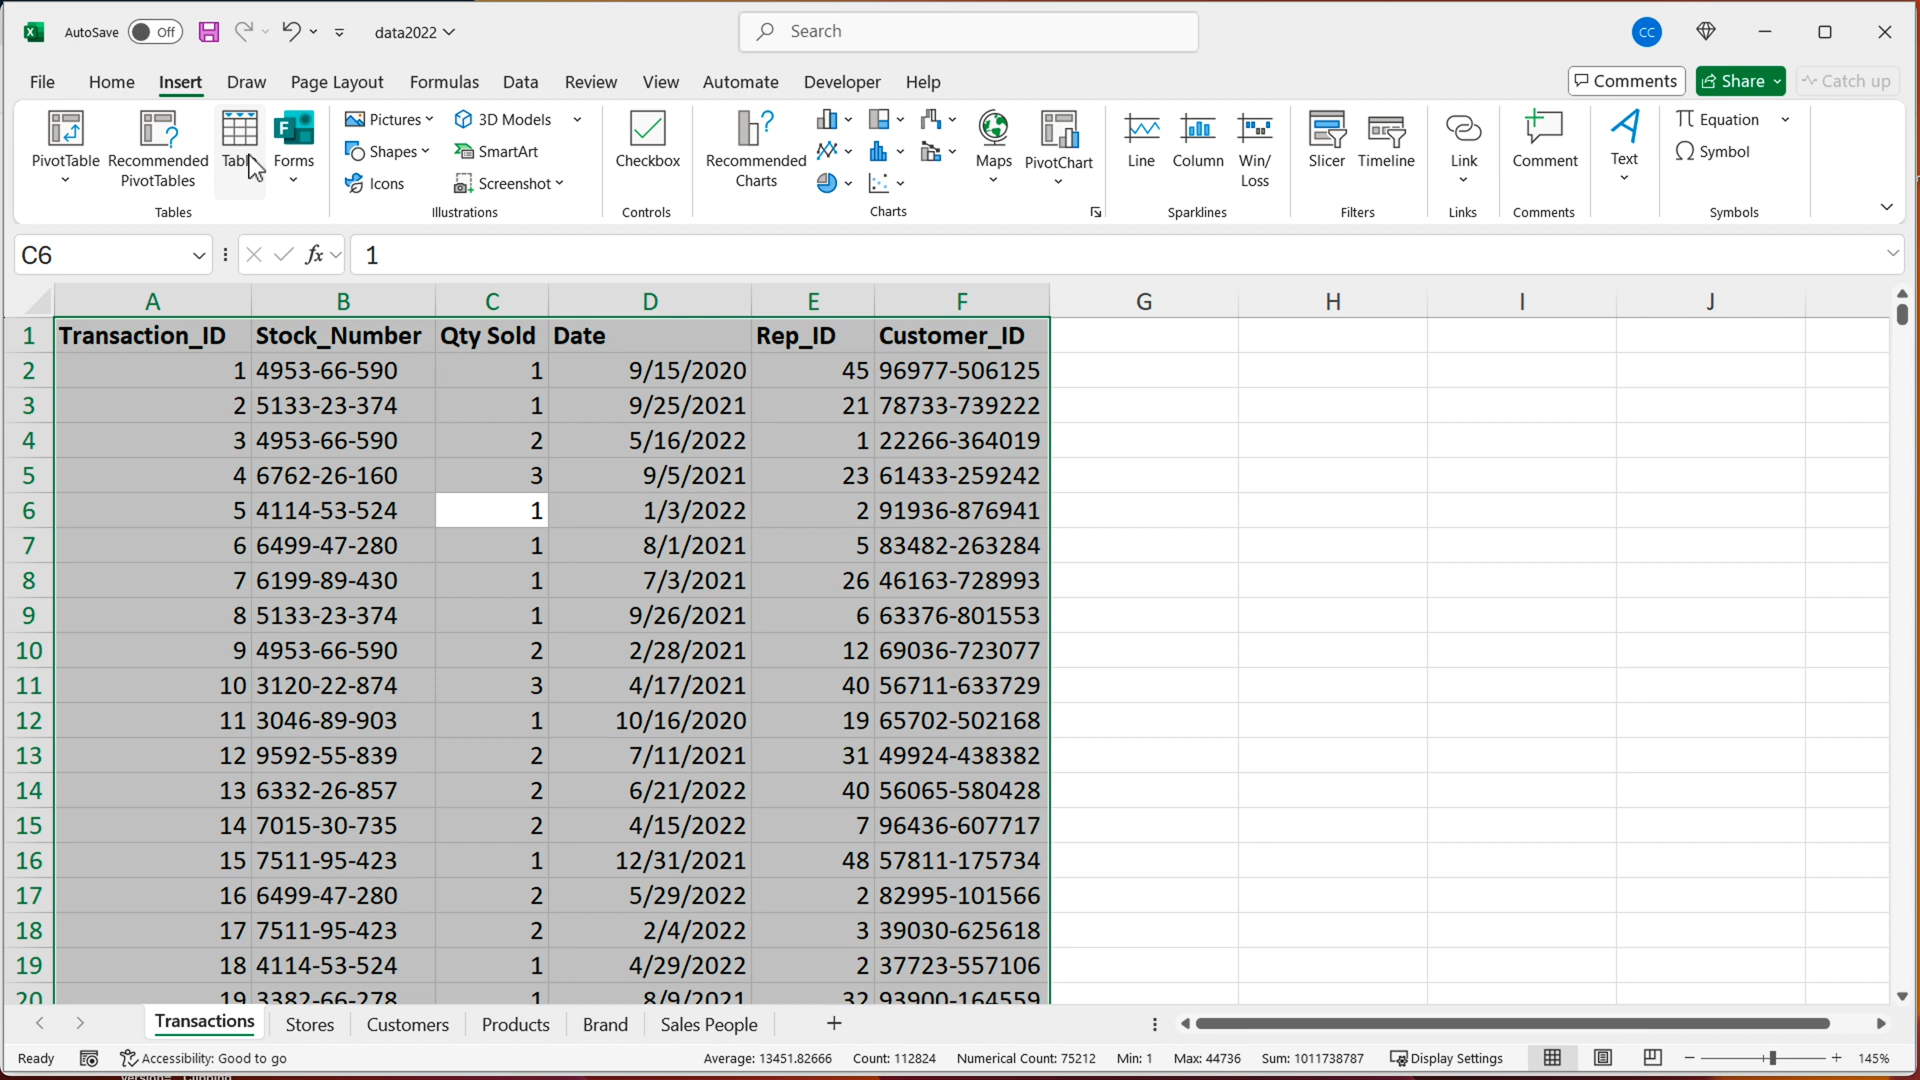 AutoSave Off data2022 Search CC
File Home Insert Draw Page Layout Formulas Data Review View Automate Developer Help Comments Share Catch up
PivotTable Recommended PivotTables Forms
Tables
Pictures 3D Models
Shapes SmartArt
Icons Screenshot
Illustrations
Checkbox
Controls
Recommended Charts Maps PivotChart
Charts
Line Column Win/Loss
Sparklines
Slicer Timeline
Filters
Link
Links
Comment
Comments
Text
Equation
Symbol
Symbols
C6 fx 1
A B C D E F G H I J
1 Transaction_ID Stock_Number Qty Sold Date Rep_ID Customer_ID
2 1 4953-66-590 1 9/15/2020 45 96977-506125
3 2 5133-23-374 1 9/25/2021 21 78733-739222
4 3 4953-66-590 2 5/16/2022 1 22266-364019
5 4 6762-26-160 3 9/5/2021 23 61433-259242
6 5 4114-53-524 1 1/3/2022 2 91936-876941
7 6 6499-47-280 1 8/1/2021 5 83482-263284
8 7 6199-89-430 1 7/3/2021 26 46163-728993
9 8 5133-23-374 1 9/26/2021 6 63376-801553
10 9 4953-66-590 2 2/28/2021 12 69036-723077
11 10 3120-22-874 3 4/17/2021 40 56711-633729
12 11 3046-89-903 1 10/16/2020 19 65702-502168
13 12 9592-55-839 2 7/11/2021 31 49924-438382
14 13 6332-26-857 2 6/21/2022 40 56065-580428
15 14 7015-30-735 2 4/15/2022 7 96436-607717
16 15 7511-95-423 1 12/31/2021 48 57811-175734
17 16 6499-47-280 2 5/29/2022 2 82995-101566
18 17 7511-95-423 2 2/4/2022 3 39030-625618
19 18 4114-53-524 1 4/29/2022 2 37723-557106
20 19 3382-66-278 1 8/9/2021 32 93900-164559
Transactions Stores Customers Products Brand Sales People
Ready Accessibility: Good to go Average: 13451.82666 Count: 112824 Numerical Count: 75212 Min: 1 Max: 44736 Sum: 1011738787 Display Settings 145%